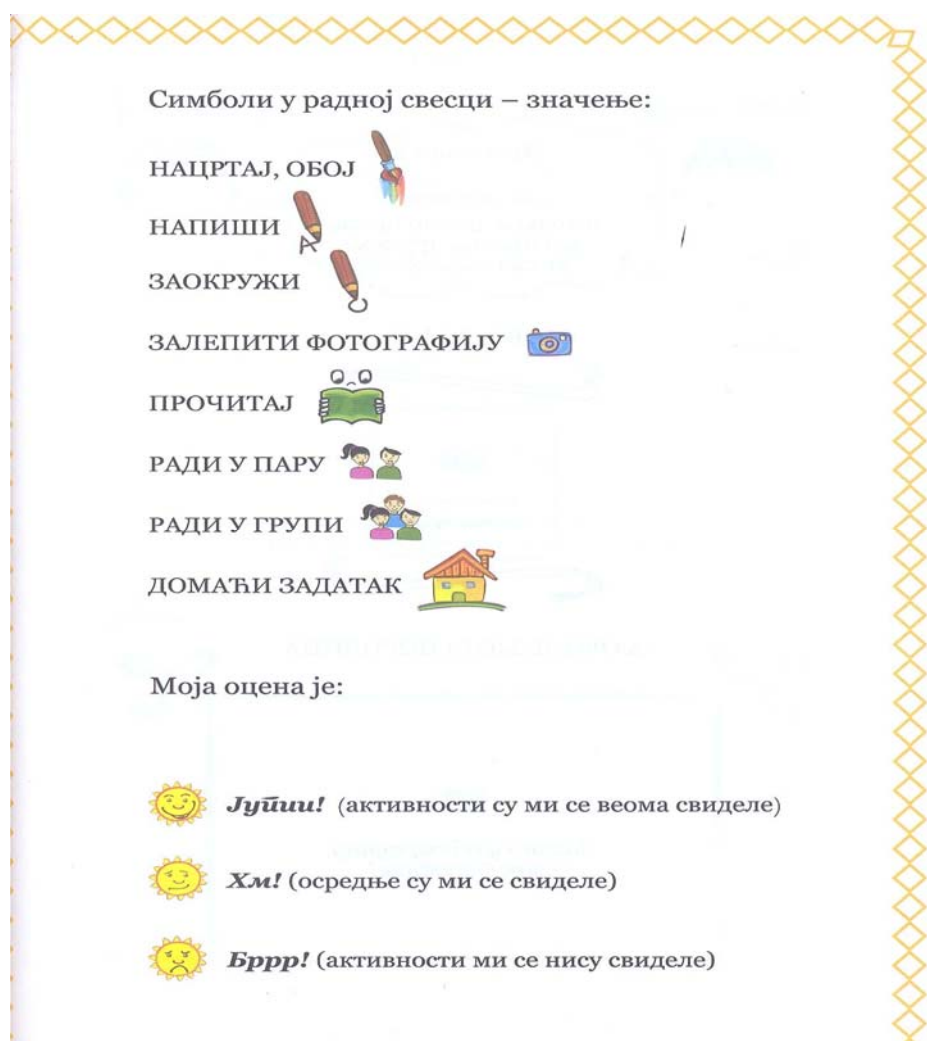 Симболи у радној свесци – значење:
НАЦРТАЈ, ОБОЈ
НАПИШИ
A
ЗАОКРУЖИ
ЗАЛЕПИТИ ФОТОГРАФИЈУ
ПРОЧИТАЈ
РАДИ У ПАРУ
РАДИ У ГРУПИ
ДОМАЋИ ЗАДАТАК
Моја оцена је:
Јупии! (активности су ми се веома свиделе)
Хм! (осредње су ми се свиделе)
Бррр! (активности ми се нису свиделе)